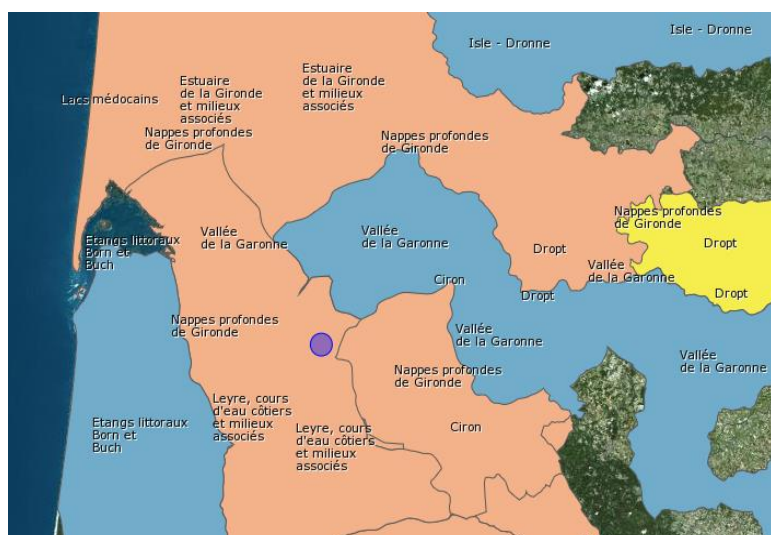 Isle - Dronne
Isle - Dronne
Estuaire
de la Gironde
et milieux
associés
Estuaire
de la Gironde
et milieux
associés
Lacs médocains
Nappes profondes
de Gironde
Nappes profondes
de Gironde
Nappes profondes
de Gironde
Vallée
de la Garonne
Vallée
de la Garonne
Etangs littoraux
Born et
Buch
Dropt
Dropt
Vallée
de la Garonne
Ciron
Dropt
Dropt
Nappes profondes
de Gironde
Vallée
de la Garonne
Vallée
de la Garonne
Nappes profondes
de Gironde
Leyre, cours
d'eau côtiers
et milieux
associés
Etangs littoraux
Born et
Buch
Leyre, cours
d'eau côtiers
et milieux
associés
Ciron